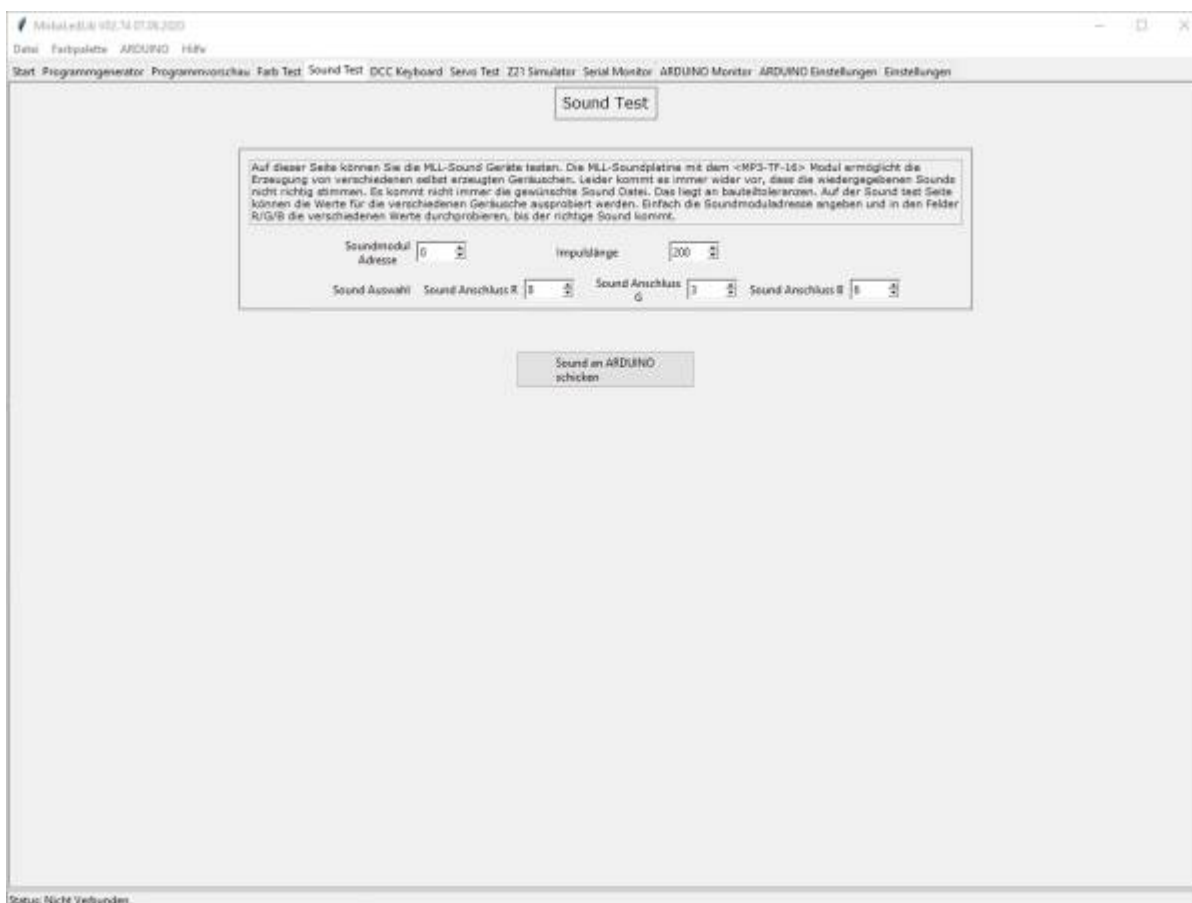 V02.74 07.06.2020
Datei Farbpalette ARDUINO Hilfe
Start Programmgenerator Programmvorschau Farb Test Sound Test DCC Keyboard Servo Test Z21 Simulator Serial Monitor ARDUINO Monitor ARDUINO Einstellungen Einstellungen
Sound Test
Auf dieser Seite können Sie die MLL-Sound Geräte testen. Die MLL-Soundplatine mit dem <MP3-TF-16> Modul ermöglicht die
Erzeugung von verschiedenen selbst erzeugten Geräuschen. Leider kommt es immer wider vor, dass die wiedergegebenen Sounds
nicht richtig stimmen. Es kommt nicht immer die gewünschte Sound Datei. Das liegt an bauteiltoleranzen. Auf der Sound test Seite
können die Werte für die verschiedenen Geräusche ausprobiert werden. Einfach die Soundmoduladresse angeben und in den Felder
R/G/B die verschiedenen Werte durchprobieren, bis der richtige Sound kommt.
Soundmodul
Adresse 0 Impulslänge 200
Sound Auswahl Sound Anschluss R Sound Anschluss
G 3 Sound Anschluss B
Sound an ARDUINO
schicken
Status: Nicht Verbunden